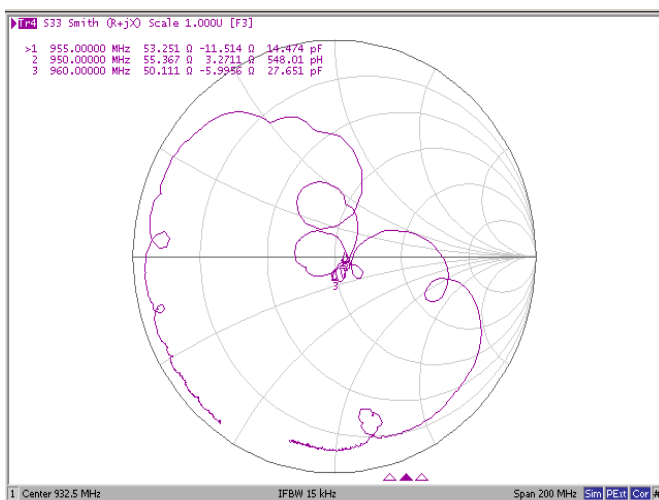 Tr4 S33 Smith (R+jX) Scale 1.000U [F3]
>1 955.00000 MHz 53.251 Ω -11.514 Ω 14.474 pF
2 950.00000 MHz 55.367 Ω 3.2711 Ω 548.01 pH
3 960.00000 MHz 50.111 Ω -5.9956 Ω 27.651 pF
3
1 Center 932.5 MHz IFBW 15 kHz Span 200 MHz Sim PExt Cor